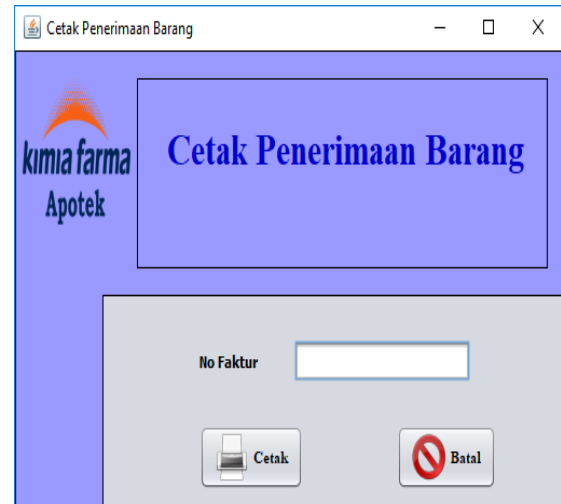 Cetak Penerimaan Barang
kimia farma
Apotek
Cetak Penerimaan Barang
No Faktur
Cetak
Batal